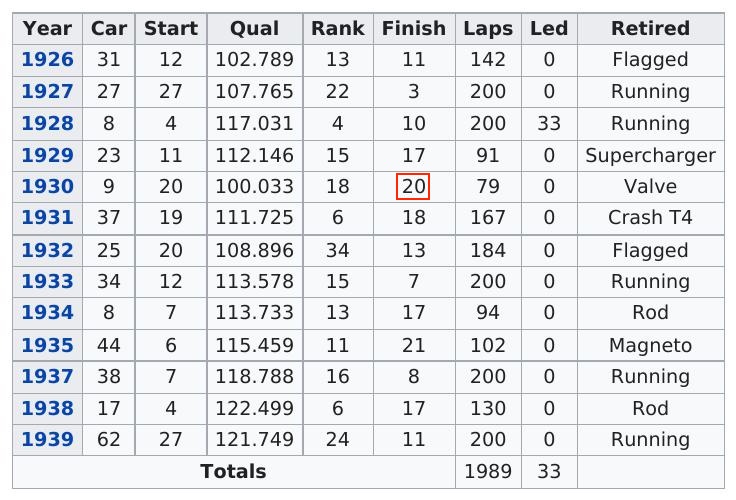 Year Car Start Qual Rank Finish Laps Led Retired
1926 31 12 102.789 13 11 142 0 Flagged
1927 27 27 107.765 22 3 200 0 Running
1928 8 4 117.031 4 10 200 33 Running
1929 23 11 112.146 15 17 91 0 Supercharger
1930 9 20 100.033 18 20 79 0 Valve
1931 37 19 111.725 6 18 167 0 Crash T4
1932 25 20 108.896 34 13 184 0 Flagged
1933 34 12 113.578 15 7 200 0 Running
1934 8 7 113.733 13 17 94 0 Rod
1935 44 6 115.459 11 21 102 0 Magneto
1937 38 7 118.788 16 8 200 0 Running
1938 17 4 122.499 6 17 130 0 Rod
1939 62 27 121.749 24 11 200 0 Running
Totals 1989 33